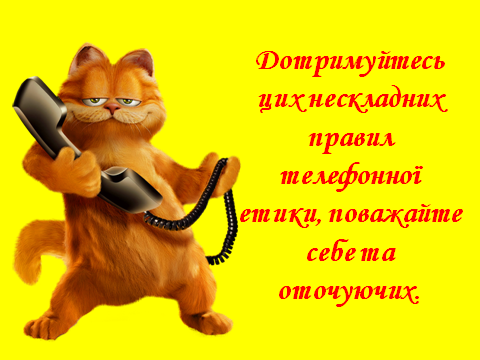 Дотримуйтесь
цих нескладних
правил
телефонної
етики, поважайте
себе та
оточуючих.